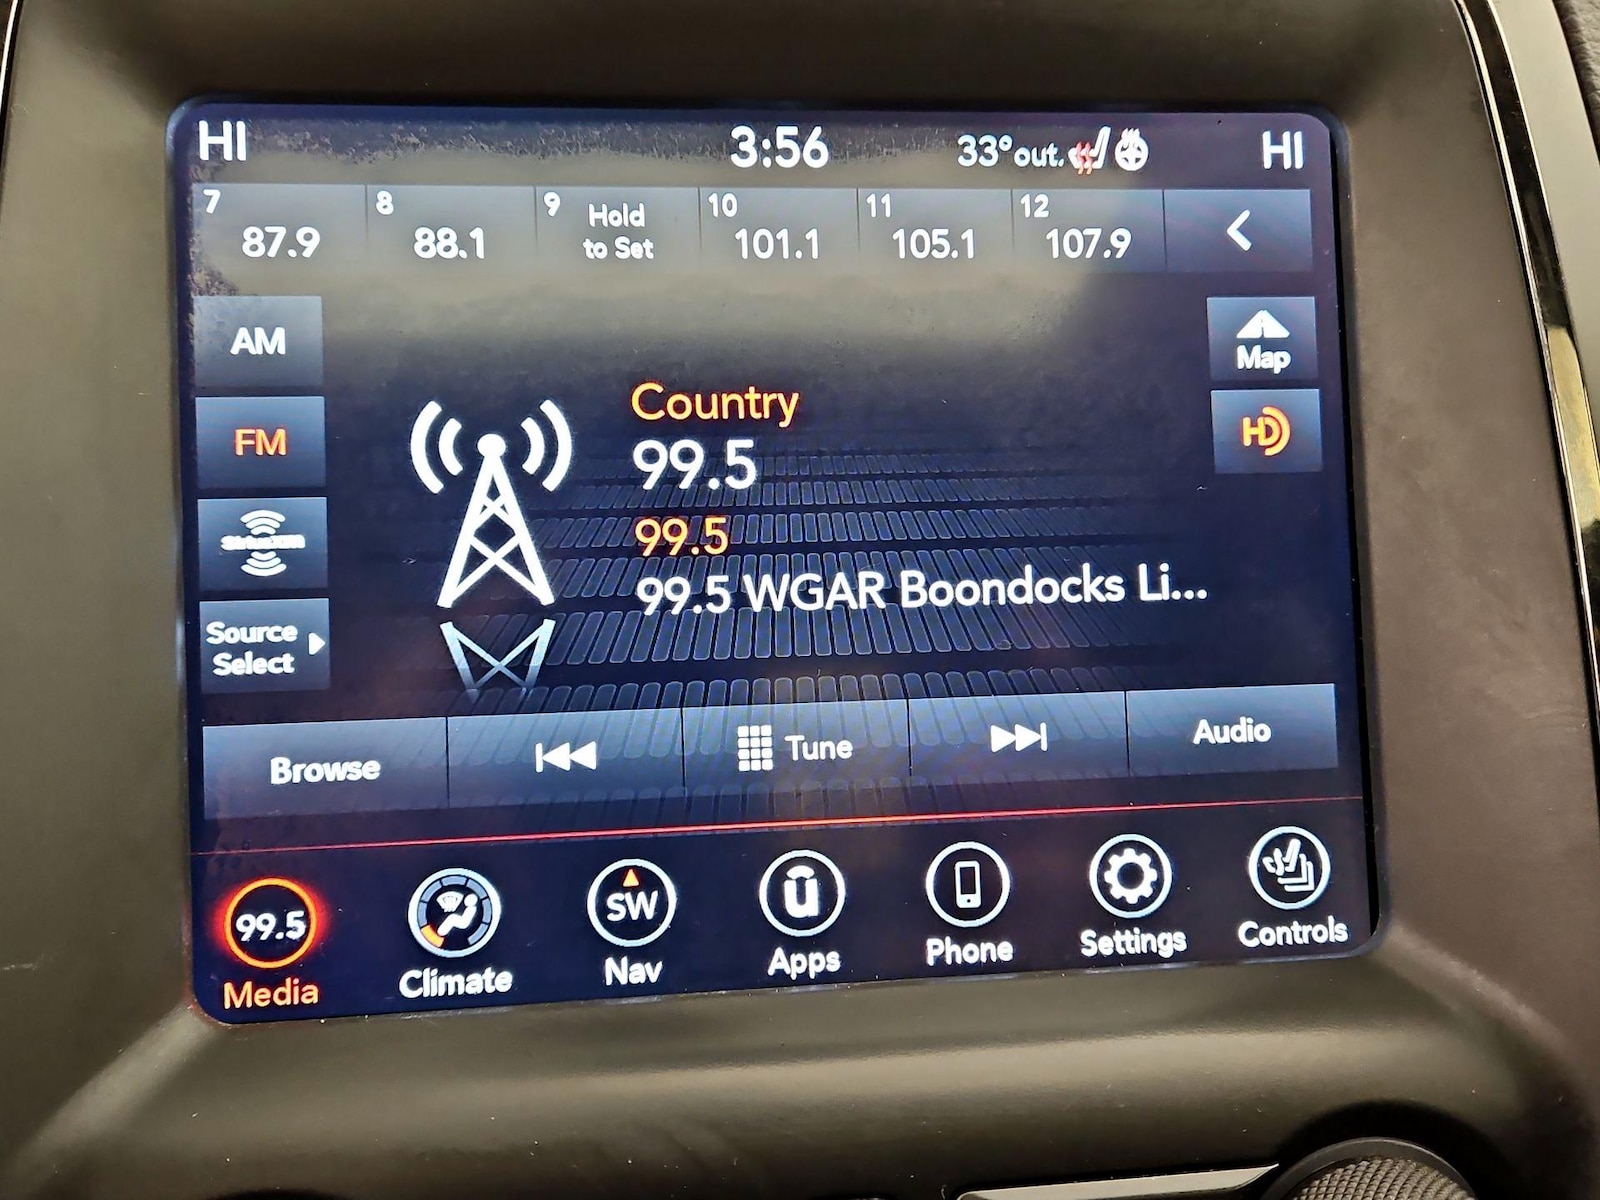 HI 3:56 33° out. HI
7 87.9
8 88.1
9 Hold
to Set
10 101.1
11 105.1
12 107.9
AM
FM
SiriusXM
Source
Select
Country
99.5
99.5
99.5 WGAR Boondocks Li...
Map
HD
Browse
Tune
Audio
99.5
Media
Climate
SW
Nav
Apps
Phone
Settings
Controls